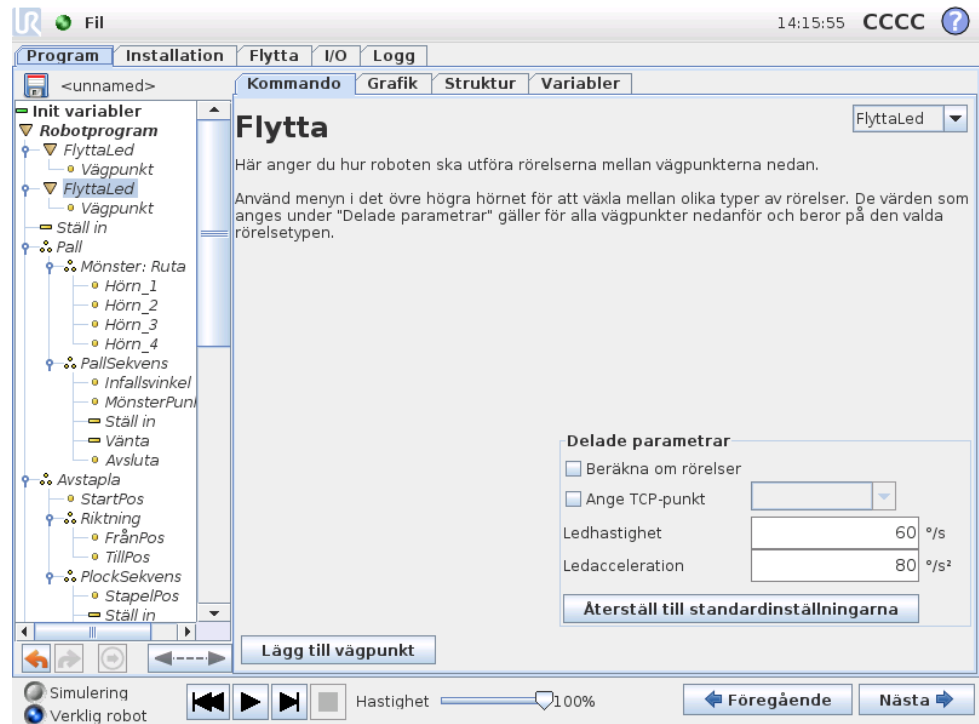 UR Fil 14:15:55 CCCC ?
Program Installation Flytta I/O Logg
<unnamed>
Kommando Grafik Struktur Variabler
Init variabler
Robotprogram
FlyttaLed
Vägpunkt
FlyttaLed
Vägpunkt
Ställ in
Pall
Mönster: Ruta
Hörn_1
Hörn_2
Hörn_3
Hörn_4
PallSekvens
Infallsvinkel
MönsterPunl
Ställ in
Vänta
Avsluta
Avstapla
StartPos
Riktning
FrånPos
TillPos
PlockSekvens
StapelPos
Ställ in
Flytta
FlyttaLed
Här anger du hur roboten ska utföra rörelserna mellan vägpunkterna nedan.
Använd menyn i det övre högra hörnet för att växla mellan olika typer av rörelser. De värden som
anges under "Delade parametrar" gäller för alla vägpunkter nedanför och beror på den valda
rörelsetypen.
Delade parametrar
Beräkna om rörelser
Ange TCP-punkt
Ledhastighet 60 °/s
Ledacceleration 80 °/s²
Återställ till standardinställningarna
Lägg till vägpunkt
Simulering
Verklig robot
Hastighet 100%
Föregående Nästa